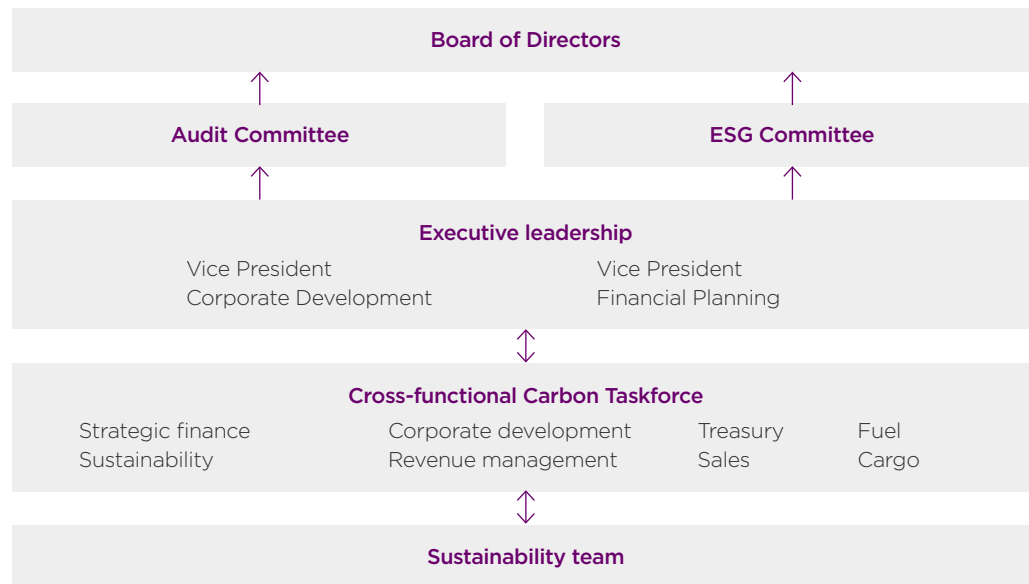 Board of Directors
Audit Committee
ESG Committee
Executive leadership
Vice President
Corporate Development
Vice President
Financial Planning
Cross-functional Carbon Taskforce
Strategic finance
Sustainability
Corporate development
Revenue management
Treasury
Sales
Fuel
Cargo
Sustainability team